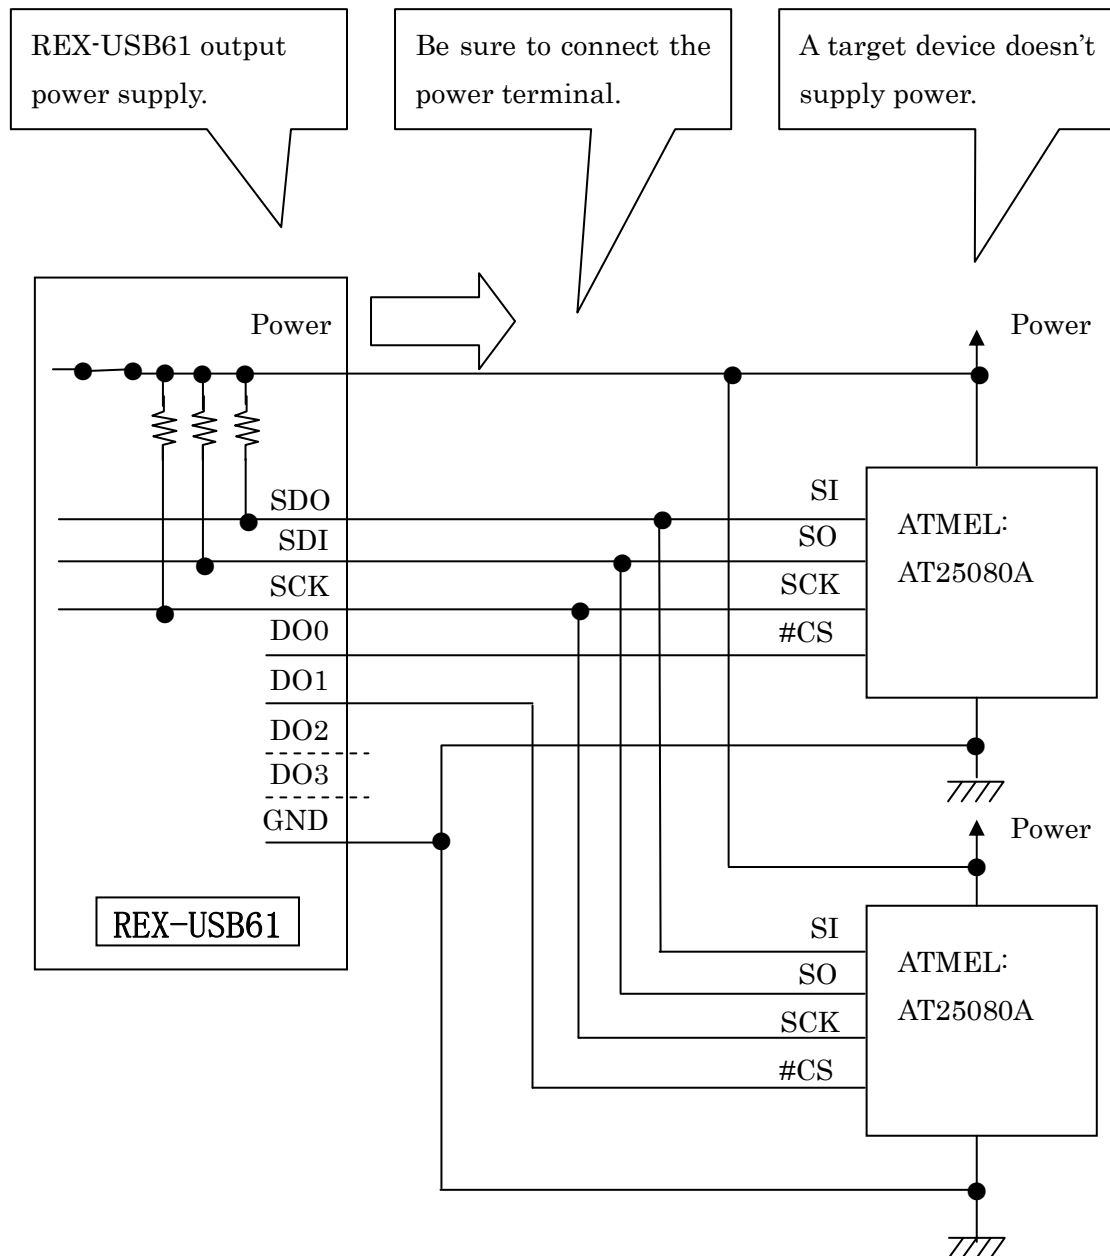 REX-USB61 output
power supply.
Be sure to connect the
power terminal.
A target device doesn't
supply power.
Power
Power
SDO
SI
SDI
SO
SCK
SCK
DO0
#CS
ATMEL:
AT25080A
DO1
DO2
DO3
GND
Power
REX-USB61
SI
SO
SCK
#CS
ATMEL:
AT25080A